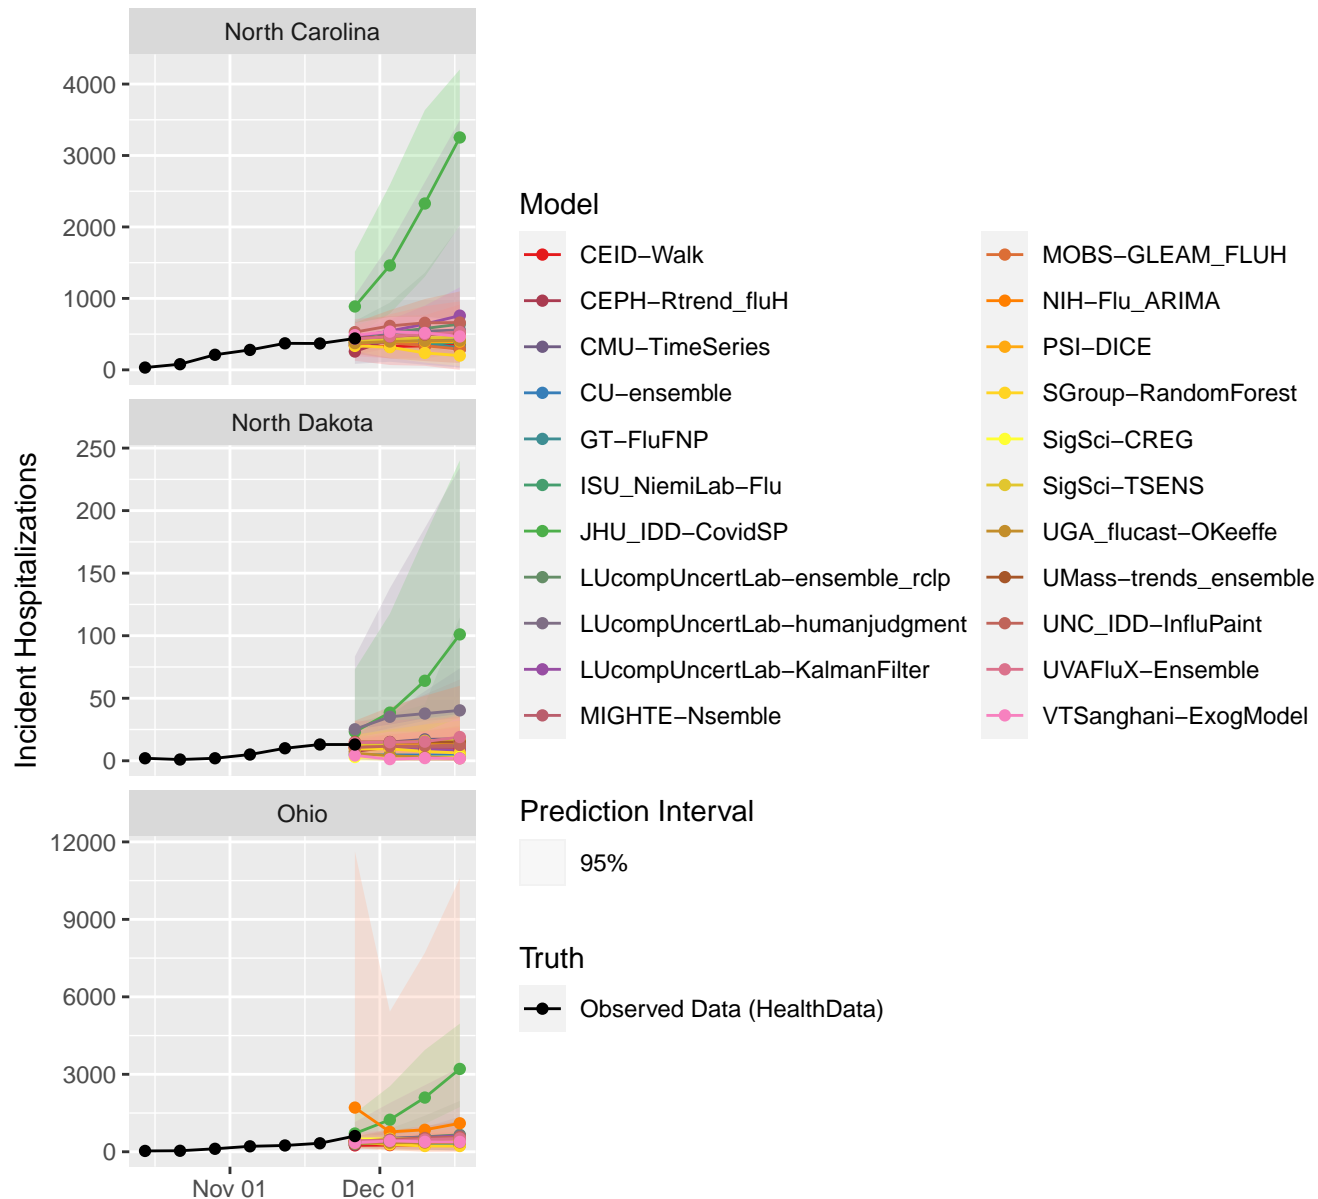 North Carolina
4000
3000
2000
1000
0
North Dakota
250
200
150
100
50
0
Ohio
12000
9000
6000
3000
0
Nov 01
Dec 01
Incident Hospitalizations
Model
CEID−Walk
CEPH−Rtrend_fluH
CMU−TimeSeries
CU−ensemble
GT−FluFNP
ISU_NiemiLab−Flu
JHU_IDD−CovidSP
LUcompUncertLab−ensemble_rclp
LUcompUncertLab−humanjudgment
LUcompUncertLab−KalmanFilter
MIGHTE−Nsemble
MOBS−GLEAM_FLUH
NIH−Flu_ARIMA
PSI−DICE
SGroup−RandomForest
SigSci−CREG
SigSci−TSENS
UGA_flucast−OKeeffe
UMass−trends_ensemble
UNC_IDD−InfluPaint
UVAFluX−Ensemble
VTSanghani−ExogModel
Prediction Interval
95%
Truth
Observed Data (HealthData)